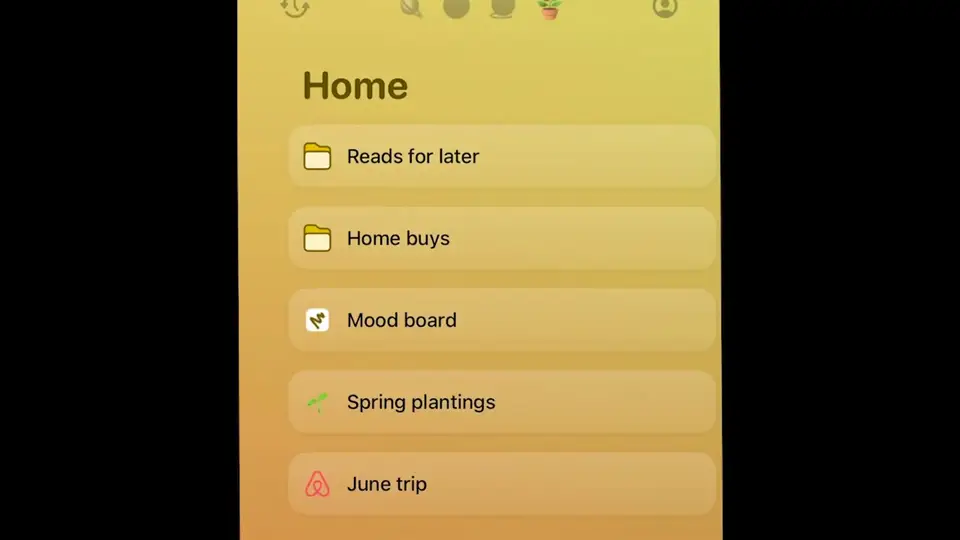 Home
Reads for later
Home buys
Mood board
Spring plantings
June trip